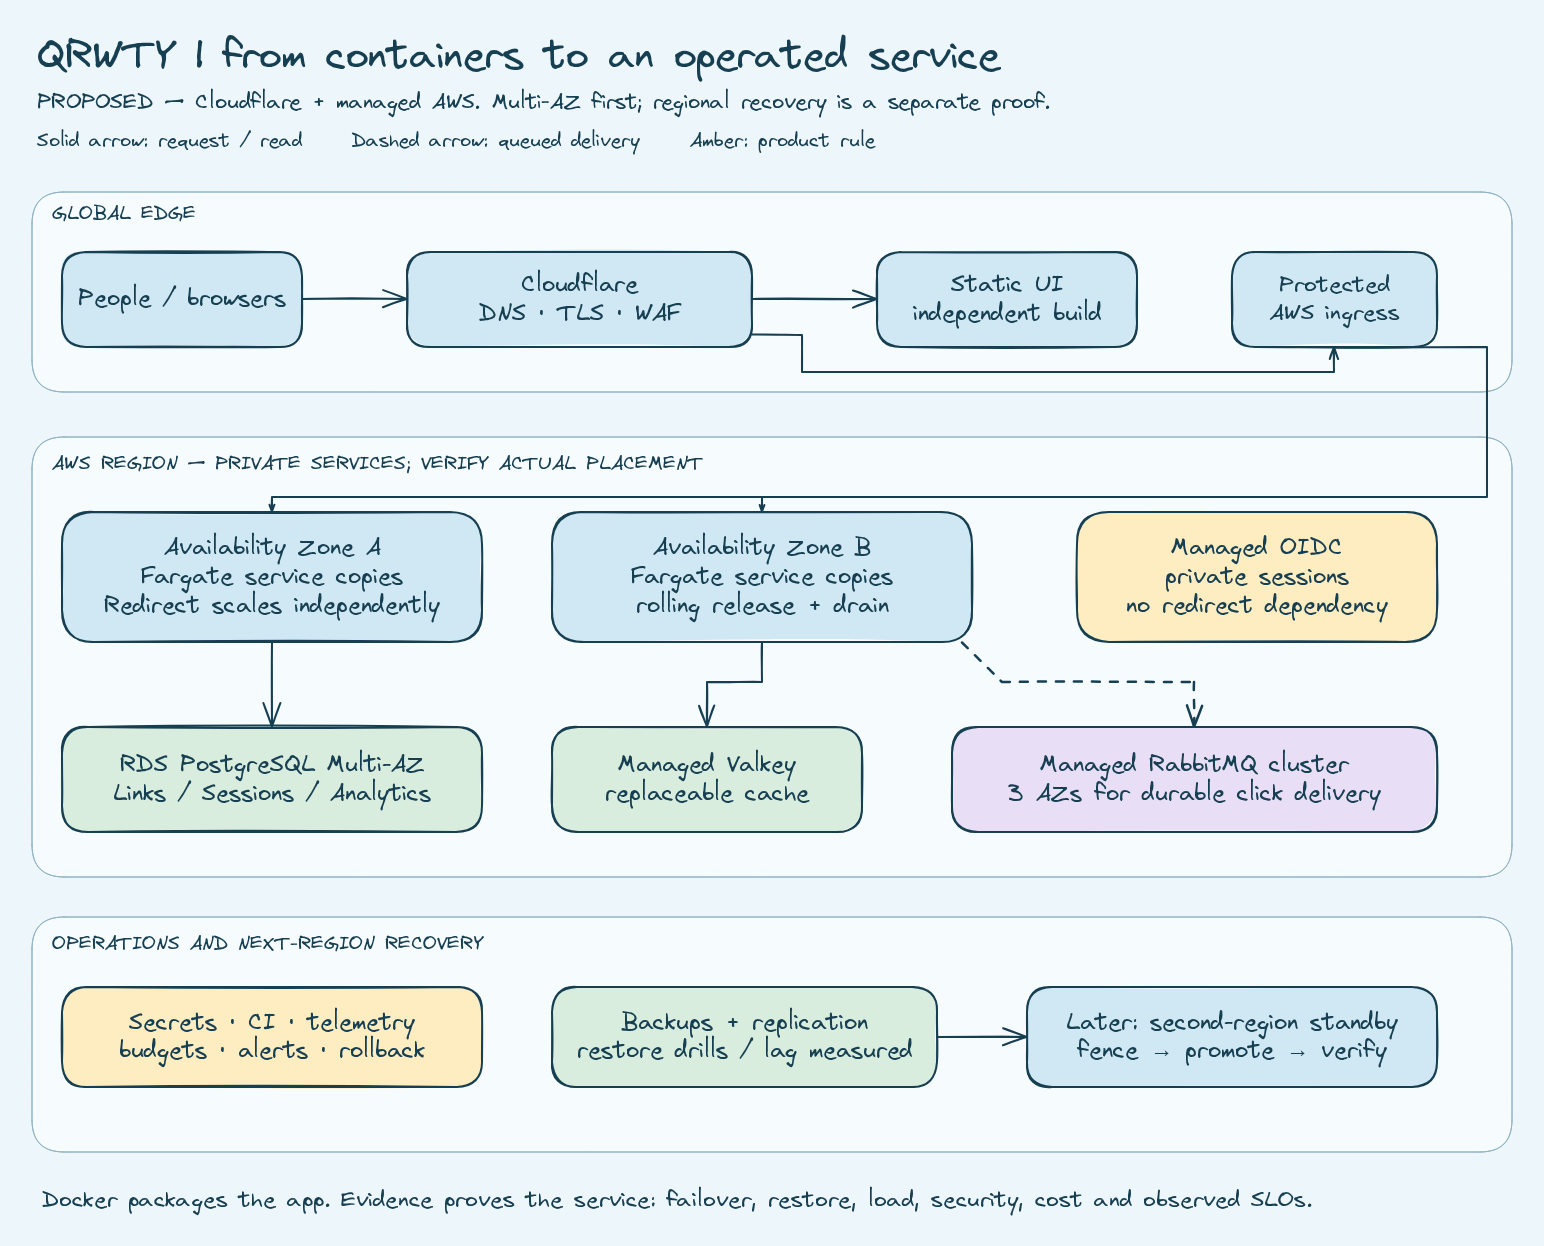 QRWTY | from containers to an operated service
PROPOSED — Cloudflare + managed AWS. Multi-AZ first; regional recovery is a separate proof.
Solid arrow: request / read Dashed arrow: queued delivery Amber: product rule
GLOBAL EDGE
People / browsers
Cloudflare
DNS · TLS · WAF
Static UI
independent build
Protected
AWS ingress
AWS REGION — PRIVATE SERVICES; VERIFY ACTUAL PLACEMENT
Availability Zone A
Fargate service copies
Redirect scales independently
Availability Zone B
Fargate service copies
rolling release + drain
Managed OIDC
private sessions
no redirect dependency
RDS PostgreSQL Multi-AZ
Links / Sessions / Analytics
Managed Valkey
replaceable cache
Managed RabbitMQ cluster
3 AZs for durable click delivery
OPERATIONS AND NEXT-REGION RECOVERY
Secrets · CI · telemetry
budgets · alerts · rollback
Backups + replication
restore drills / lag measured
Later: second-region standby
fence → promote → verify
Docker packages the app. Evidence proves the service: failover, restore, load, security, cost and observed SLOs.